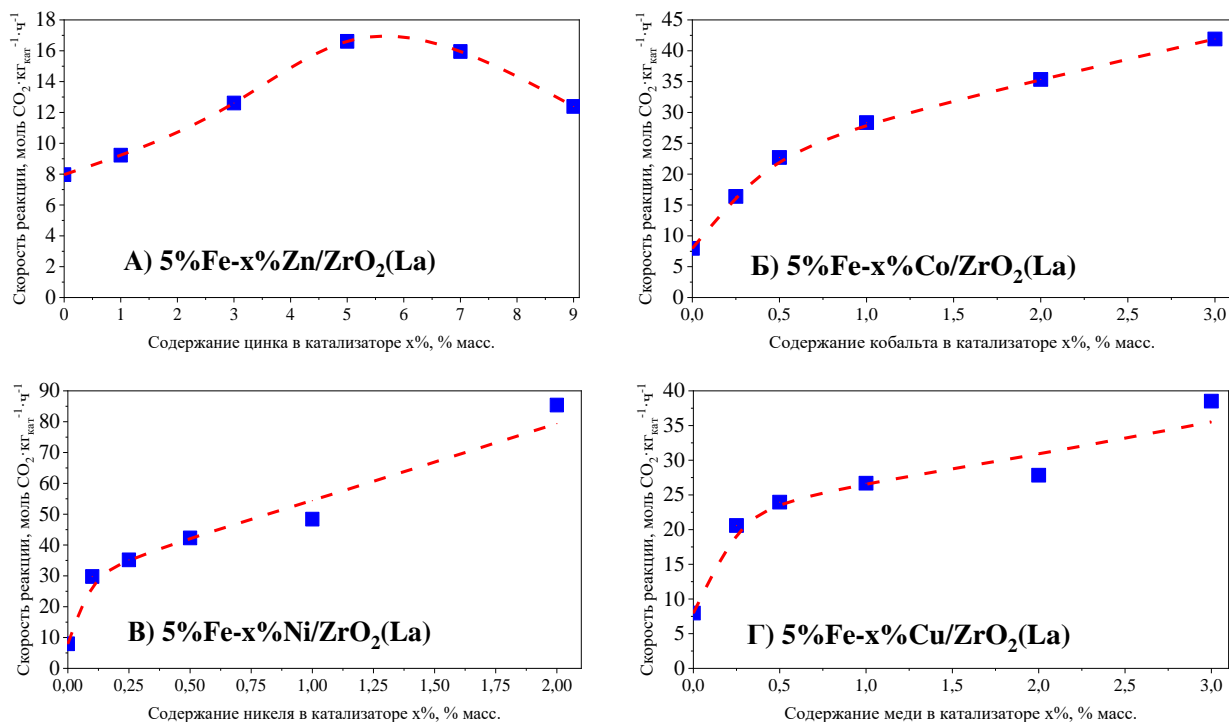 Скорость реакции, моль CO₂·кгкат⁻¹·ч⁻¹
18
16
14
12
10
8
6
4
2
0
А) 5%Fe-x%Zn/ZrO₂(La)
0 1 2 3 4 5 6 7 8 9
Содержание цинка в катализаторе x%, % масс.
Скорость реакции, моль CO₂·кгкат⁻¹·ч⁻¹
45
40
35
30
25
20
15
10
5
0
Б) 5%Fe-x%Co/ZrO₂(La)
0,0 0,5 1,0 1,5 2,0 2,5 3,0
Содержание кобальта в катализаторе x%, % масс.
Скорость реакции, моль CO₂·кгкат⁻¹·ч⁻¹
90
80
70
60
50
40
30
20
10
0
В) 5%Fe-x%Ni/ZrO₂(La)
0,00 0,25 0,50 0,75 1,00 1,25 1,50 1,75 2,00
Содержание никеля в катализаторе x%, % масс.
Скорость реакции, моль CO₂·кгкат⁻¹·ч⁻¹
40
35
30
25
20
15
10
5
0
Г) 5%Fe-x%Cu/ZrO₂(La)
0,0 0,5 1,0 1,5 2,0 2,5 3,0
Содержание меди в катализаторе x%, % масс.